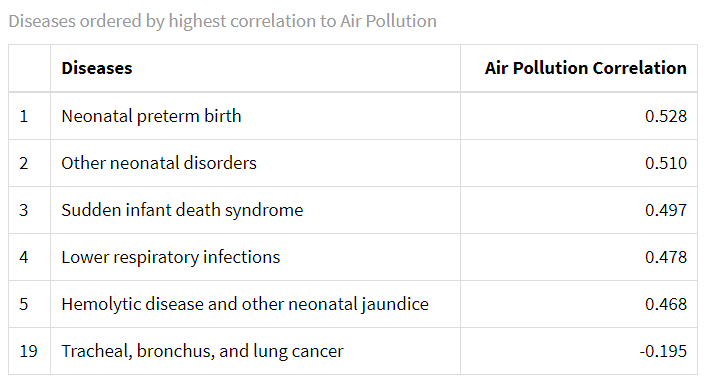 Diseases ordered by highest correlation to Air Pollution
Diseases Air Pollution Correlation
1 Neonatal preterm birth 0.528
2 Other neonatal disorders 0.510
3 Sudden infant death syndrome 0.497
4 Lower respiratory infections 0.478
5 Hemolytic disease and other neonatal jaundice 0.468
19 Tracheal, bronchus, and lung cancer -0.195